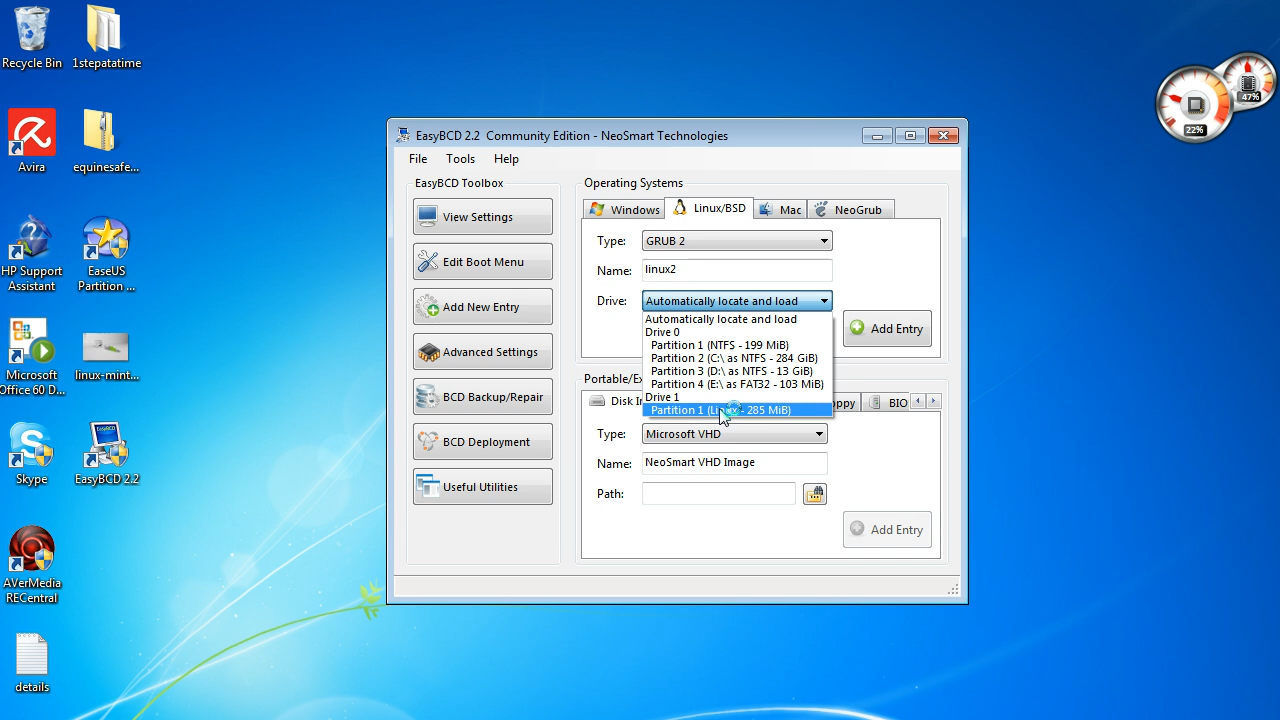 Recycle Bin
1stepatatime
Avira
equinesafe...
HP Support
Assistant
EaseUS
Partition ...
Microsoft
Office 60 D...
linux-mint...
Skype
EasyBCD 2.2
AVerMedia
RECentral
details
47%
22%
EasyBCD 2.2 Community Edition - NeoSmart Technologies
File Tools Help
EasyBCD Toolbox
View Settings
Edit Boot Menu
Add New Entry
Advanced Settings
BCD Backup/Repair
BCD Deployment
Useful Utilities
Operating Systems
Windows Linux/BSD Mac NeoGrub
Type: GRUB 2
Name: linux2
Drive: Automatically locate and load
Automatically locate and load
Drive 0
Partition 1 (NTFS - 199 MiB)
Partition 2 (C:\ as NTFS - 284 GiB)
Partition 3 (D:\ as NTFS - 13 GiB)
Partition 4 (E:\ as FAT32 - 103 MiB)
Drive 1
Partition 1 (Linux - 285 MiB)
Add Entry
Portable/Ex
Disk I BIO
Type: Microsoft VHD
Name: NeoSmart VHD Image
Path:
Add Entry